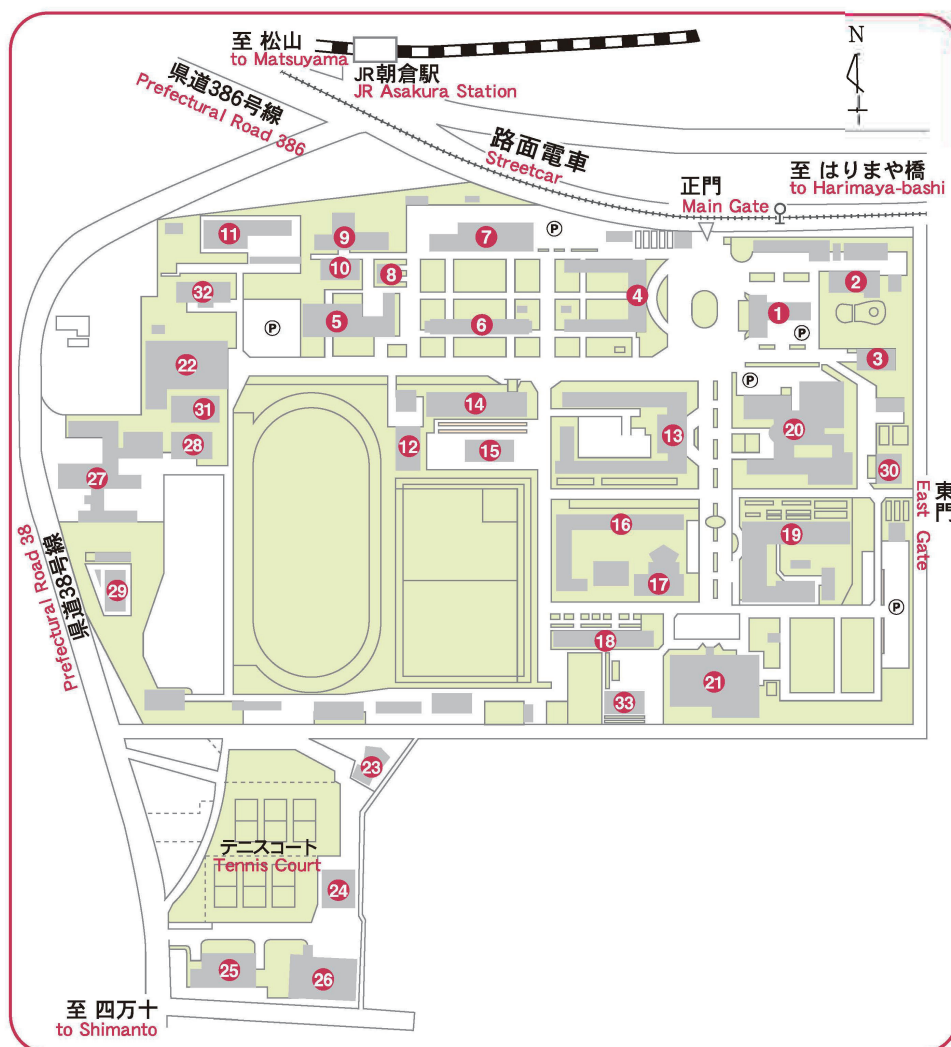 至 松山
to Matsuyama
JR朝倉駅
JR Asakura Station
N
県道386号線
Prefectural Road 386
路面電車
Streetcar
至 はりまや橋
to Harimaya-bashi
正門
Main Gate
P
11
9
7
10
8
32
5
6
4
2
1
P
3
P
P
22
31
28
27
14
12
15
13
P
20
30
東門
East Gate
県道38号線
Prefectural Road 38
29
16
17
19
18
P
33
21
23
テニスコート
Tennis Court
24
25
26
至 四万十
to Shimanto